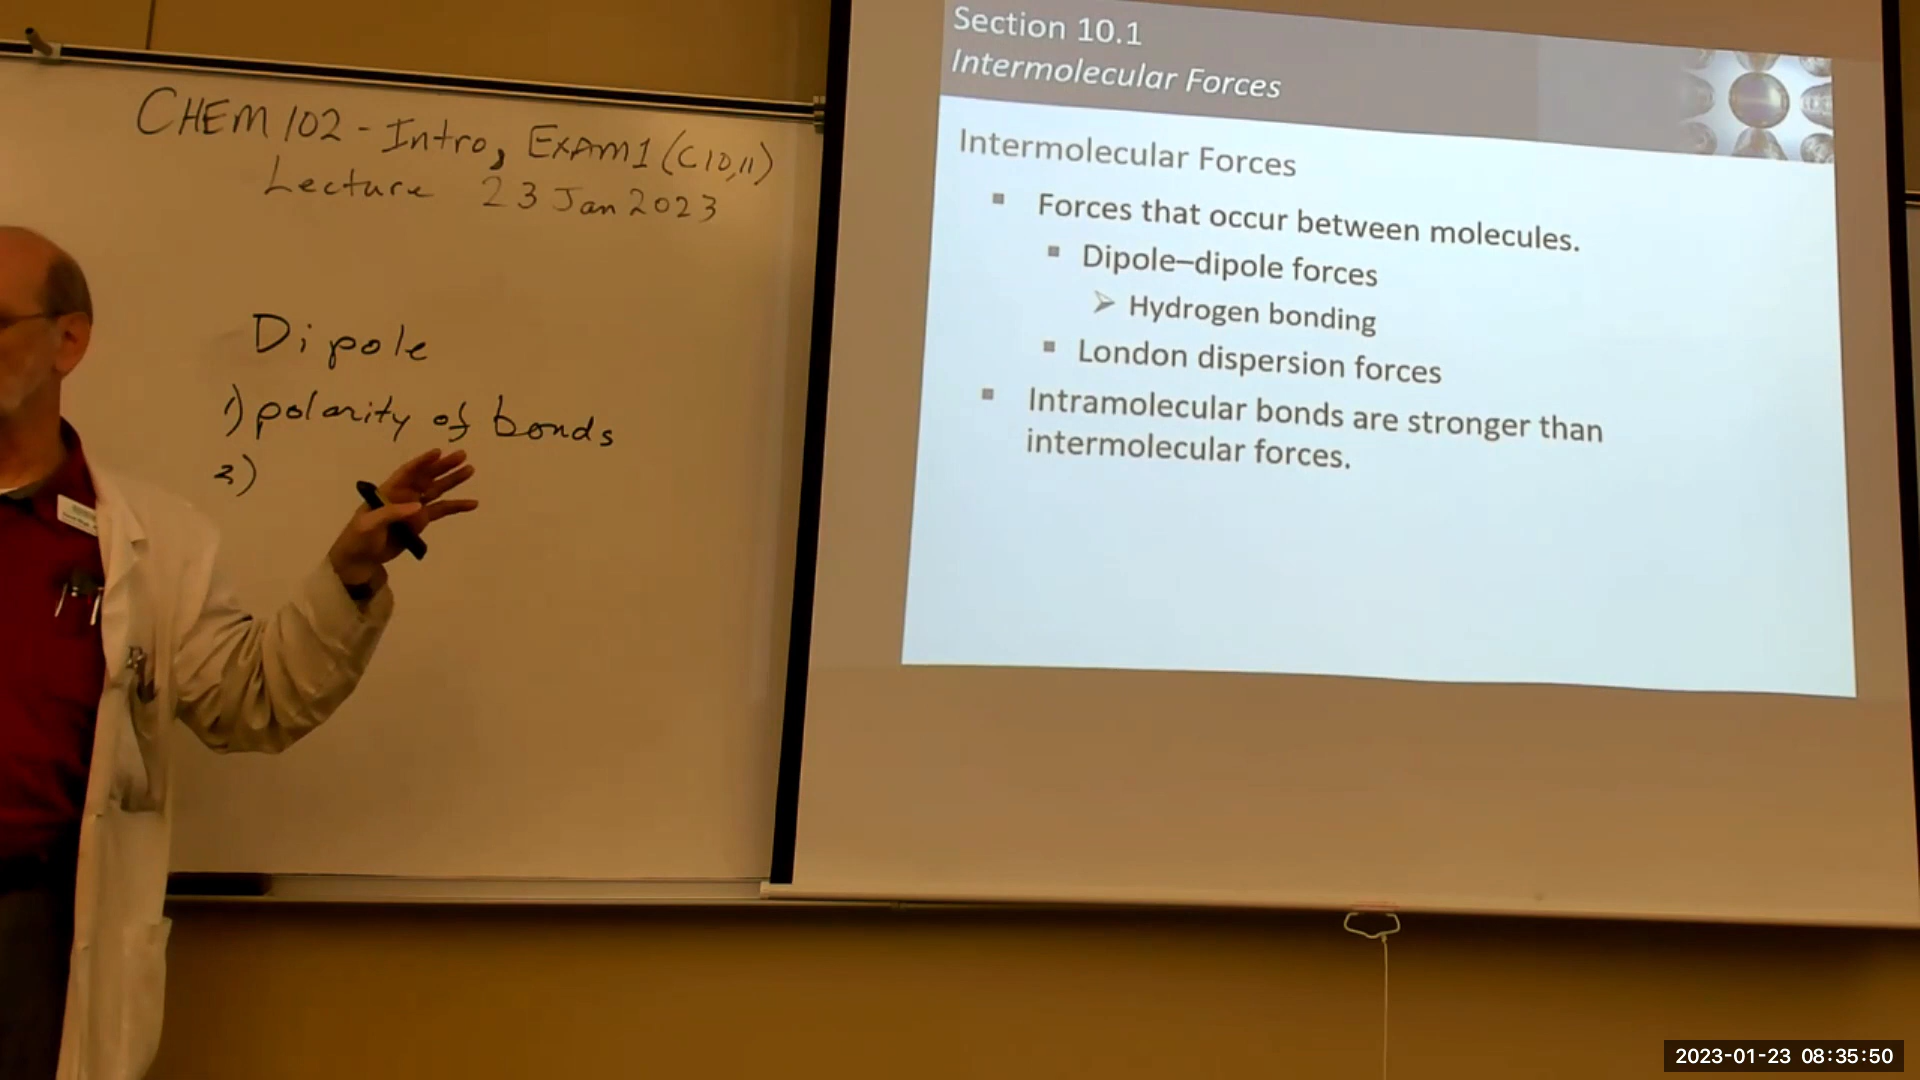 CHEM 102 - Intro, EXAM 1 (C10,11)
Lecture 23 Jan 2023
Dipole
1) polarity of bonds
2)
Section 10.1
Intermolecular Forces
Intermolecular Forces
▪ Forces that occur between molecules.
▪ Dipole–dipole forces
➢ Hydrogen bonding
▪ London dispersion forces
▪ Intramolecular bonds are stronger than
intermolecular forces.
2023-01-23 08:35:50